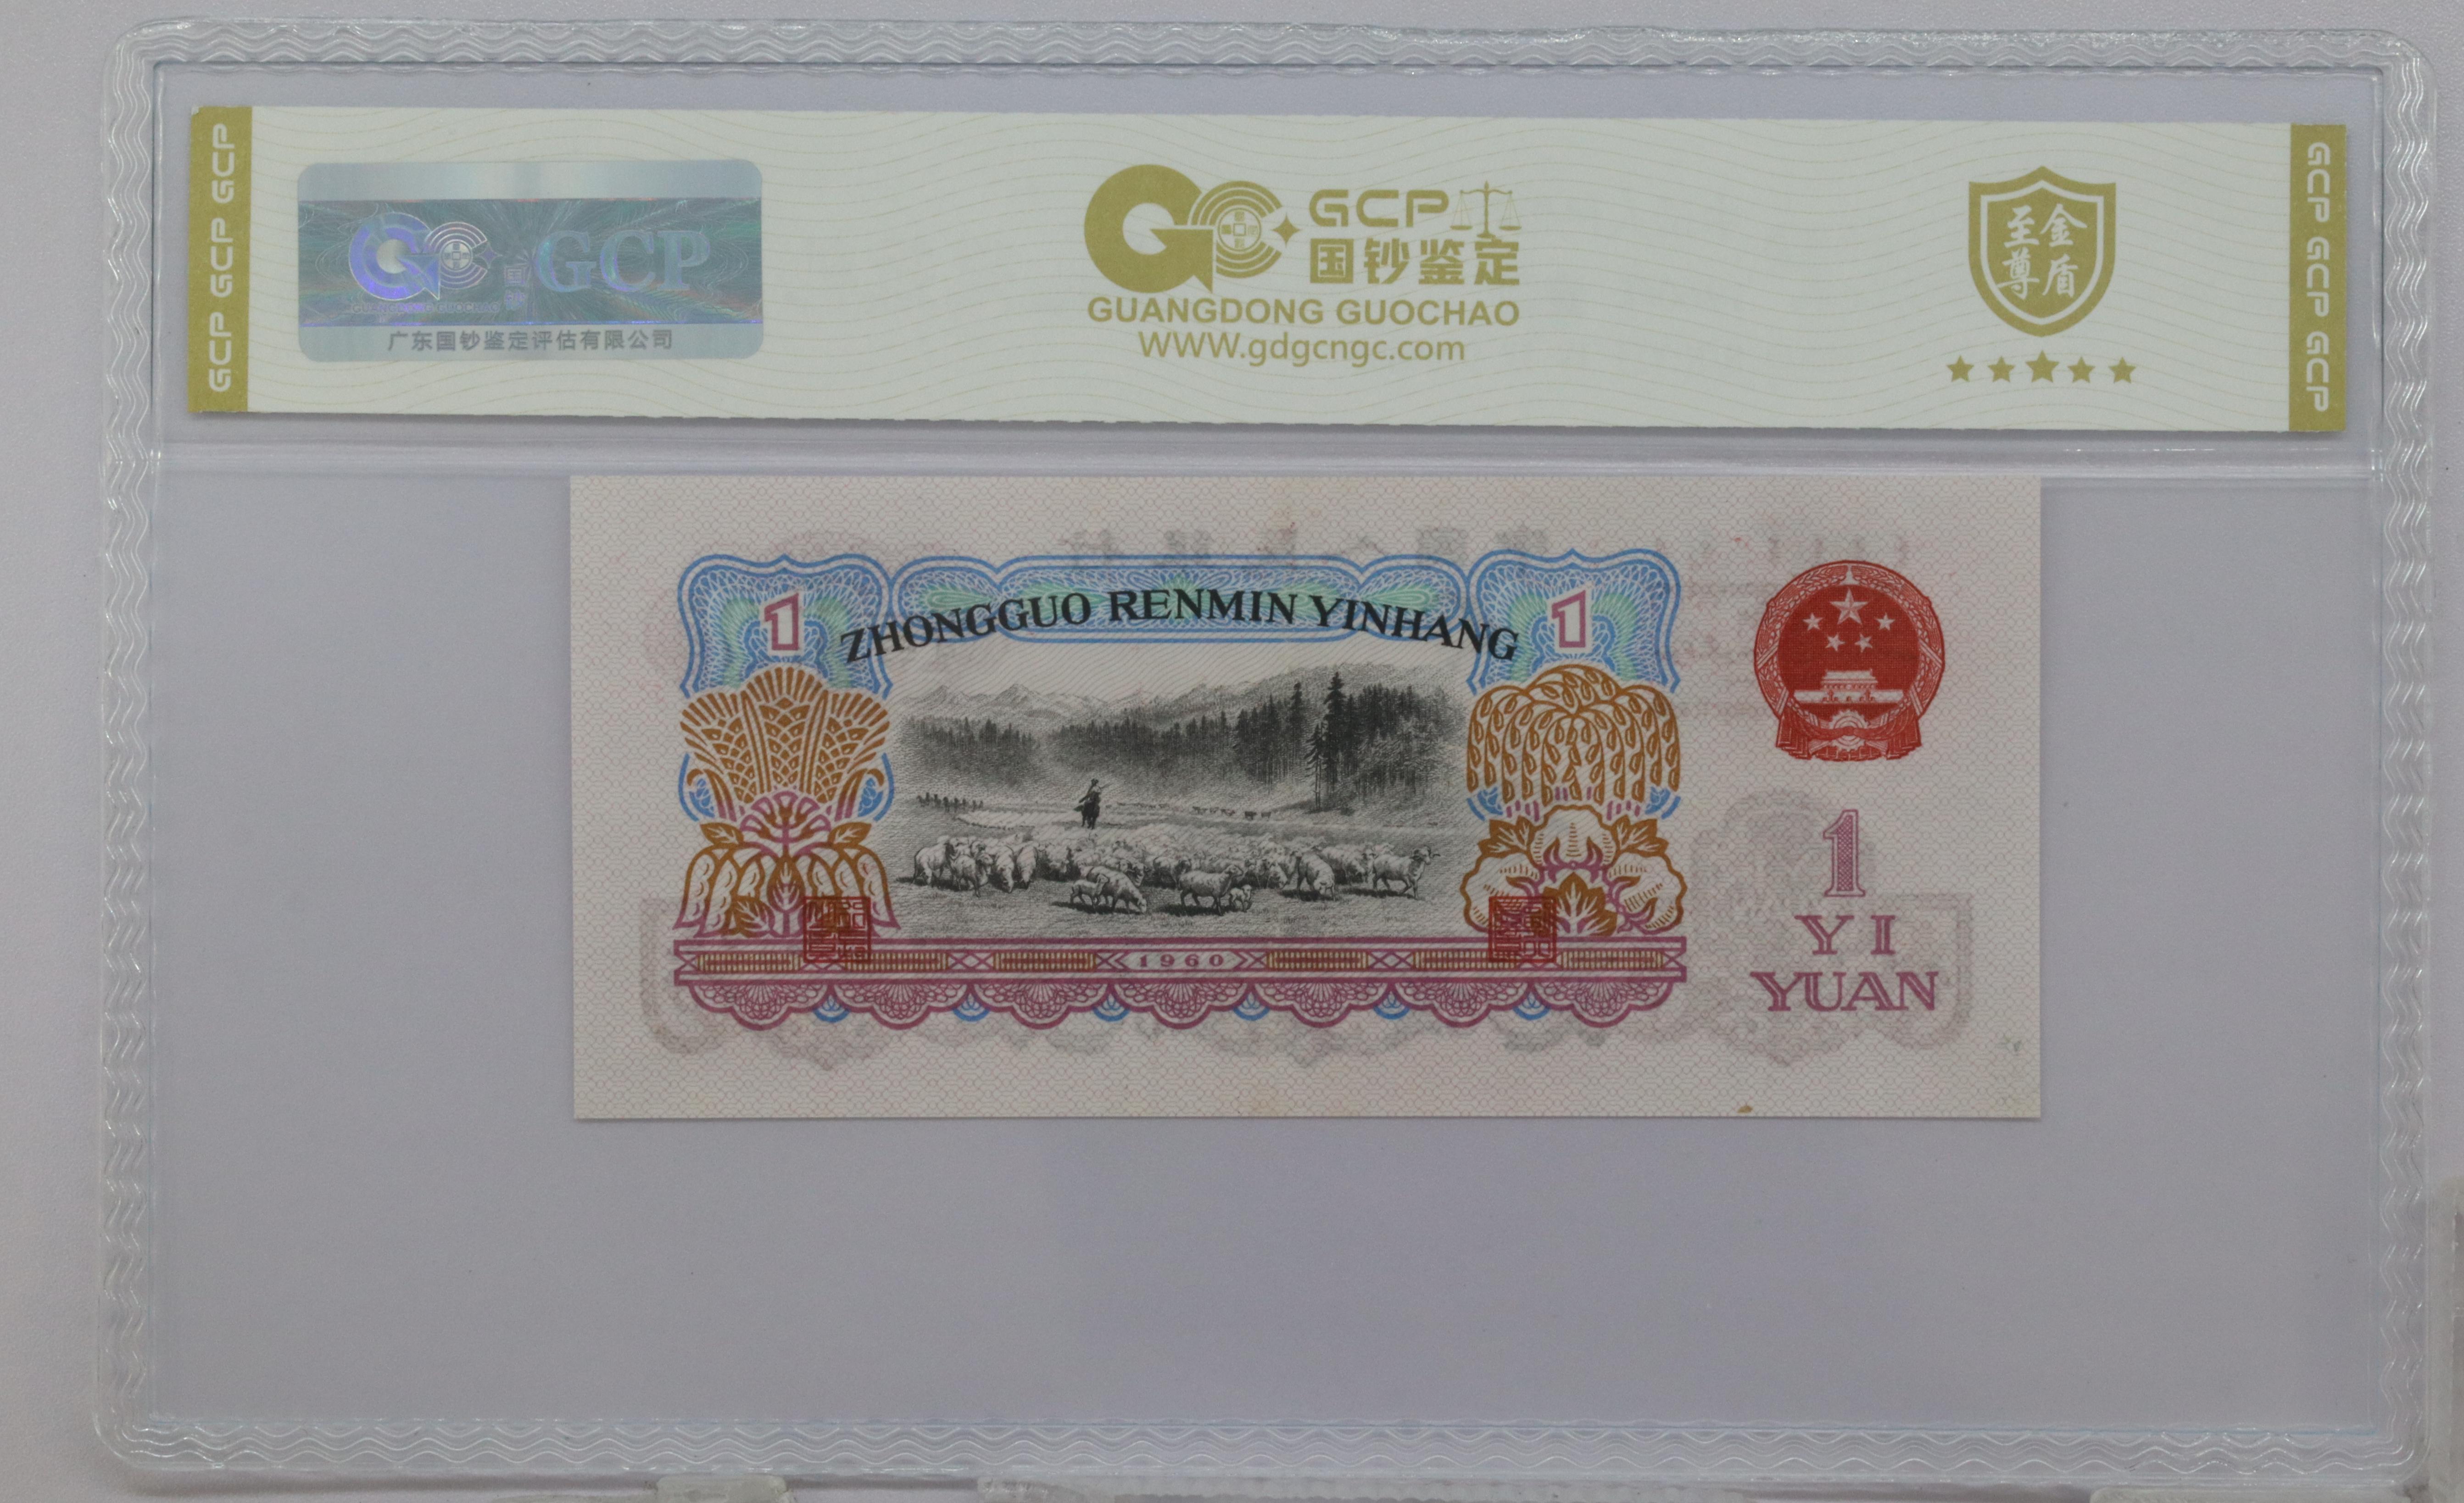 GCP GCP GCP
GCP
GUANGDONG GUOCHAO
广东国钞鉴定评估有限公司
GCP
国钞鉴定
GUANGDONG GUOCHAO
WWW.gdgcngc.com
至尊
金盾
GCP GCP GCP
ZHONGGUO RENMIN YINHANG
1
1
1
YI
YUAN
1960